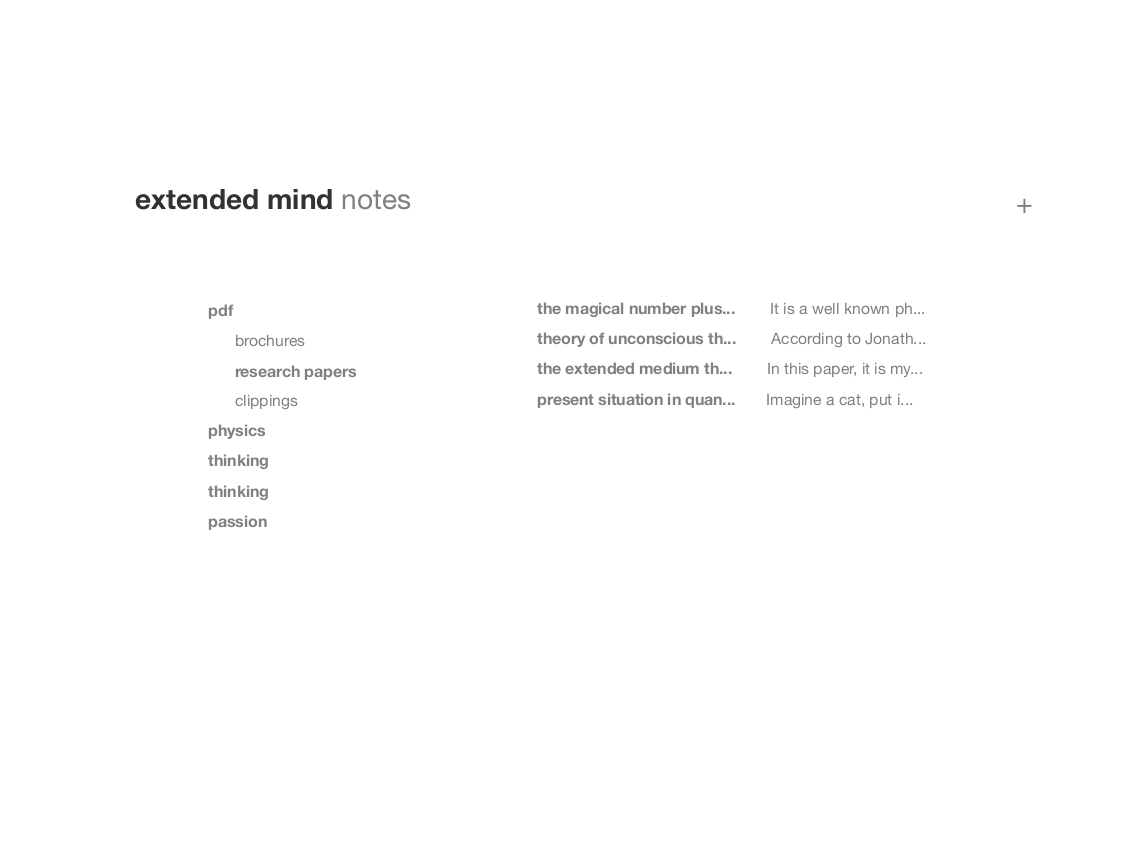 extended mind notes
+
pdf
brochures
research papers
clippings
physics
thinking
thinking
passion
the magical number plus... It is a well known ph...
theory of unconscious th... According to Jonath...
the extended medium th... In this paper, it is my...
present situation in quan... Imagine a cat, put i...